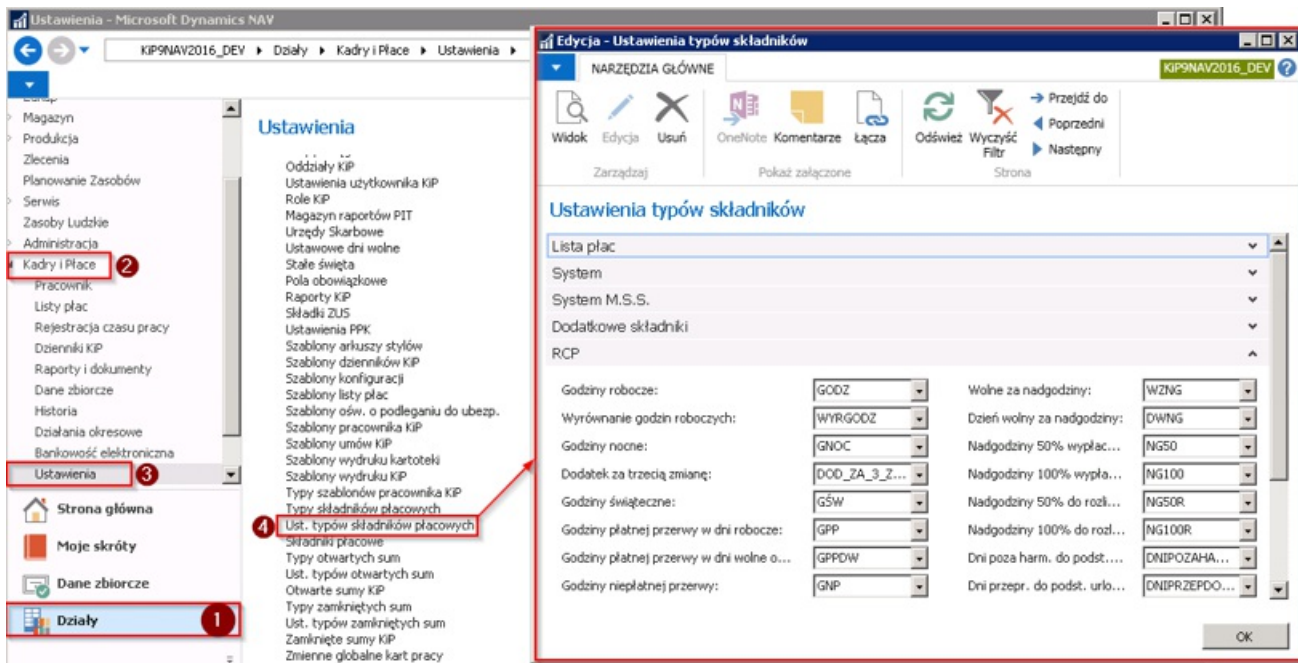 Ustawienia - Microsoft Dynamics NAV
KiP9NAV2016_DEV ▸ Działy ▸ Kadry i Płace ▸ Ustawienia ▸
Magazyn
Produkcja
Zlecenia
Planowanie Zasobów
Serwis
Zasoby Ludzkie
Administracja
Kadry i Płace
2
Pracownik
Listy płac
Rejestracja czasu pracy
Dzienniki KiP
Raporty i dokumenty
Dane zbiorcze
Historia
Działania okresowe
Bankowość elektroniczna
Ustawienia
3
Strona główna
Moje skróty
Dane zbiorcze
Działy
1
Ustawienia
Oddziały KiP
Ustawienia użytkownika KiP
Role KiP
Magazyn raportów PIT
Urzędy Skarbowe
Ustawowe dni wolne
Stałe święta
Pola obowiązkowe
Raporty KiP
Składki ZUS
Ustawienia PPK
Szablony arkuszy stylów
Szablony dzienników KiP
Szablony konfiguracji
Szablony listy płac
Szablony ośw. o podleganiu do ubezp.
Szablony pracownika KiP
Szablony umów KiP
Szablony wydruku kartoteki
Szablony wydruku KiP
Typy szablonów pracownika KiP
Typy składników płacowych
4
Ust. typów składników płacowych
Składniki płacowe
Typy otwartych sum
Ust. typów otwartych sum
Otwarte sumy KiP
Typy zamkniętych sum
Ust. typów zamkniętych sum
Zamknięte sumy KiP
Zmienne globalne kart pracy
Edycja - Ustawienia typów składników
NARZĘDZIA GŁÓWNE
KiP9NAV2016_DEV
Widok
Edycja
Usuń
Zarządzaj
OneNote
Komentarze
Łącza
Pokaż załączone
Odśwież
Wyczyść Filtr
Przejdź do
Poprzedni
Następny
Strona
Ustawienia typów składników
Lista płac
System
System M.S.S.
Dodatkowe składniki
RCP
Godziny robocze: GODZ
Wyrównanie godzin roboczych: WYRGODZ
Godziny nocne: GNOC
Dodatek za trzecią zmianę: DOD_ZA_3_Z...
Godziny świąteczne: GŚW
Godziny płatnej przerwy w dni robocze: GPP
Godziny płatnej przerwy w dni wolne o... GPPDW
Godziny niepłatnej przerwy: GNP
Wolne za nadgodziny: WZNG
Dzień wolny za nadgodziny: DWNG
Nadgodziny 50% wypłac... NG50
Nadgodziny 100% wypła... NG100
Nadgodziny 50% do rozli... NG50R
Nadgodziny 100% do rozl... NG100R
Dni poza harm. do podst.... DNIPOZAHA...
Dni przepr. do podst. urlo... DNIPRZEPDO...
OK